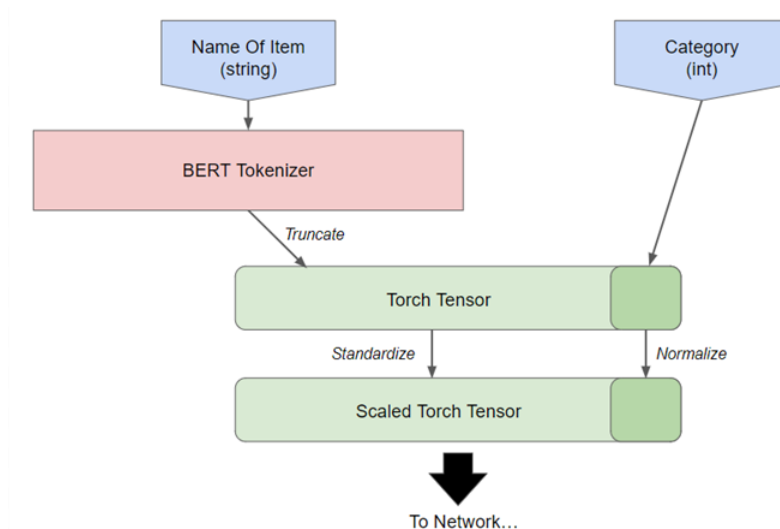 Name Of Item
(string)
Category
(int)
BERT Tokenizer
Truncate
Torch Tensor
Standardize
Normalize
Scaled Torch Tensor
To Network...